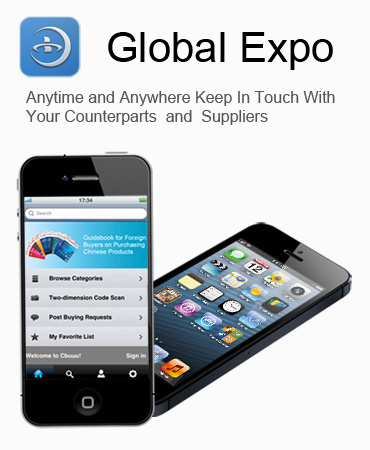 Global Expo
Anytime and Anywhere Keep In Touch With
Your Counterparts and Suppliers
17:34
Search
Guidebook for Foreign
Buyers on Purchasing
Chinese Products
Browse Categories
Two-dimension Code Scan
Post Buying Requests
My Favorite List
Welcome to Cbuuu! Sign In
12